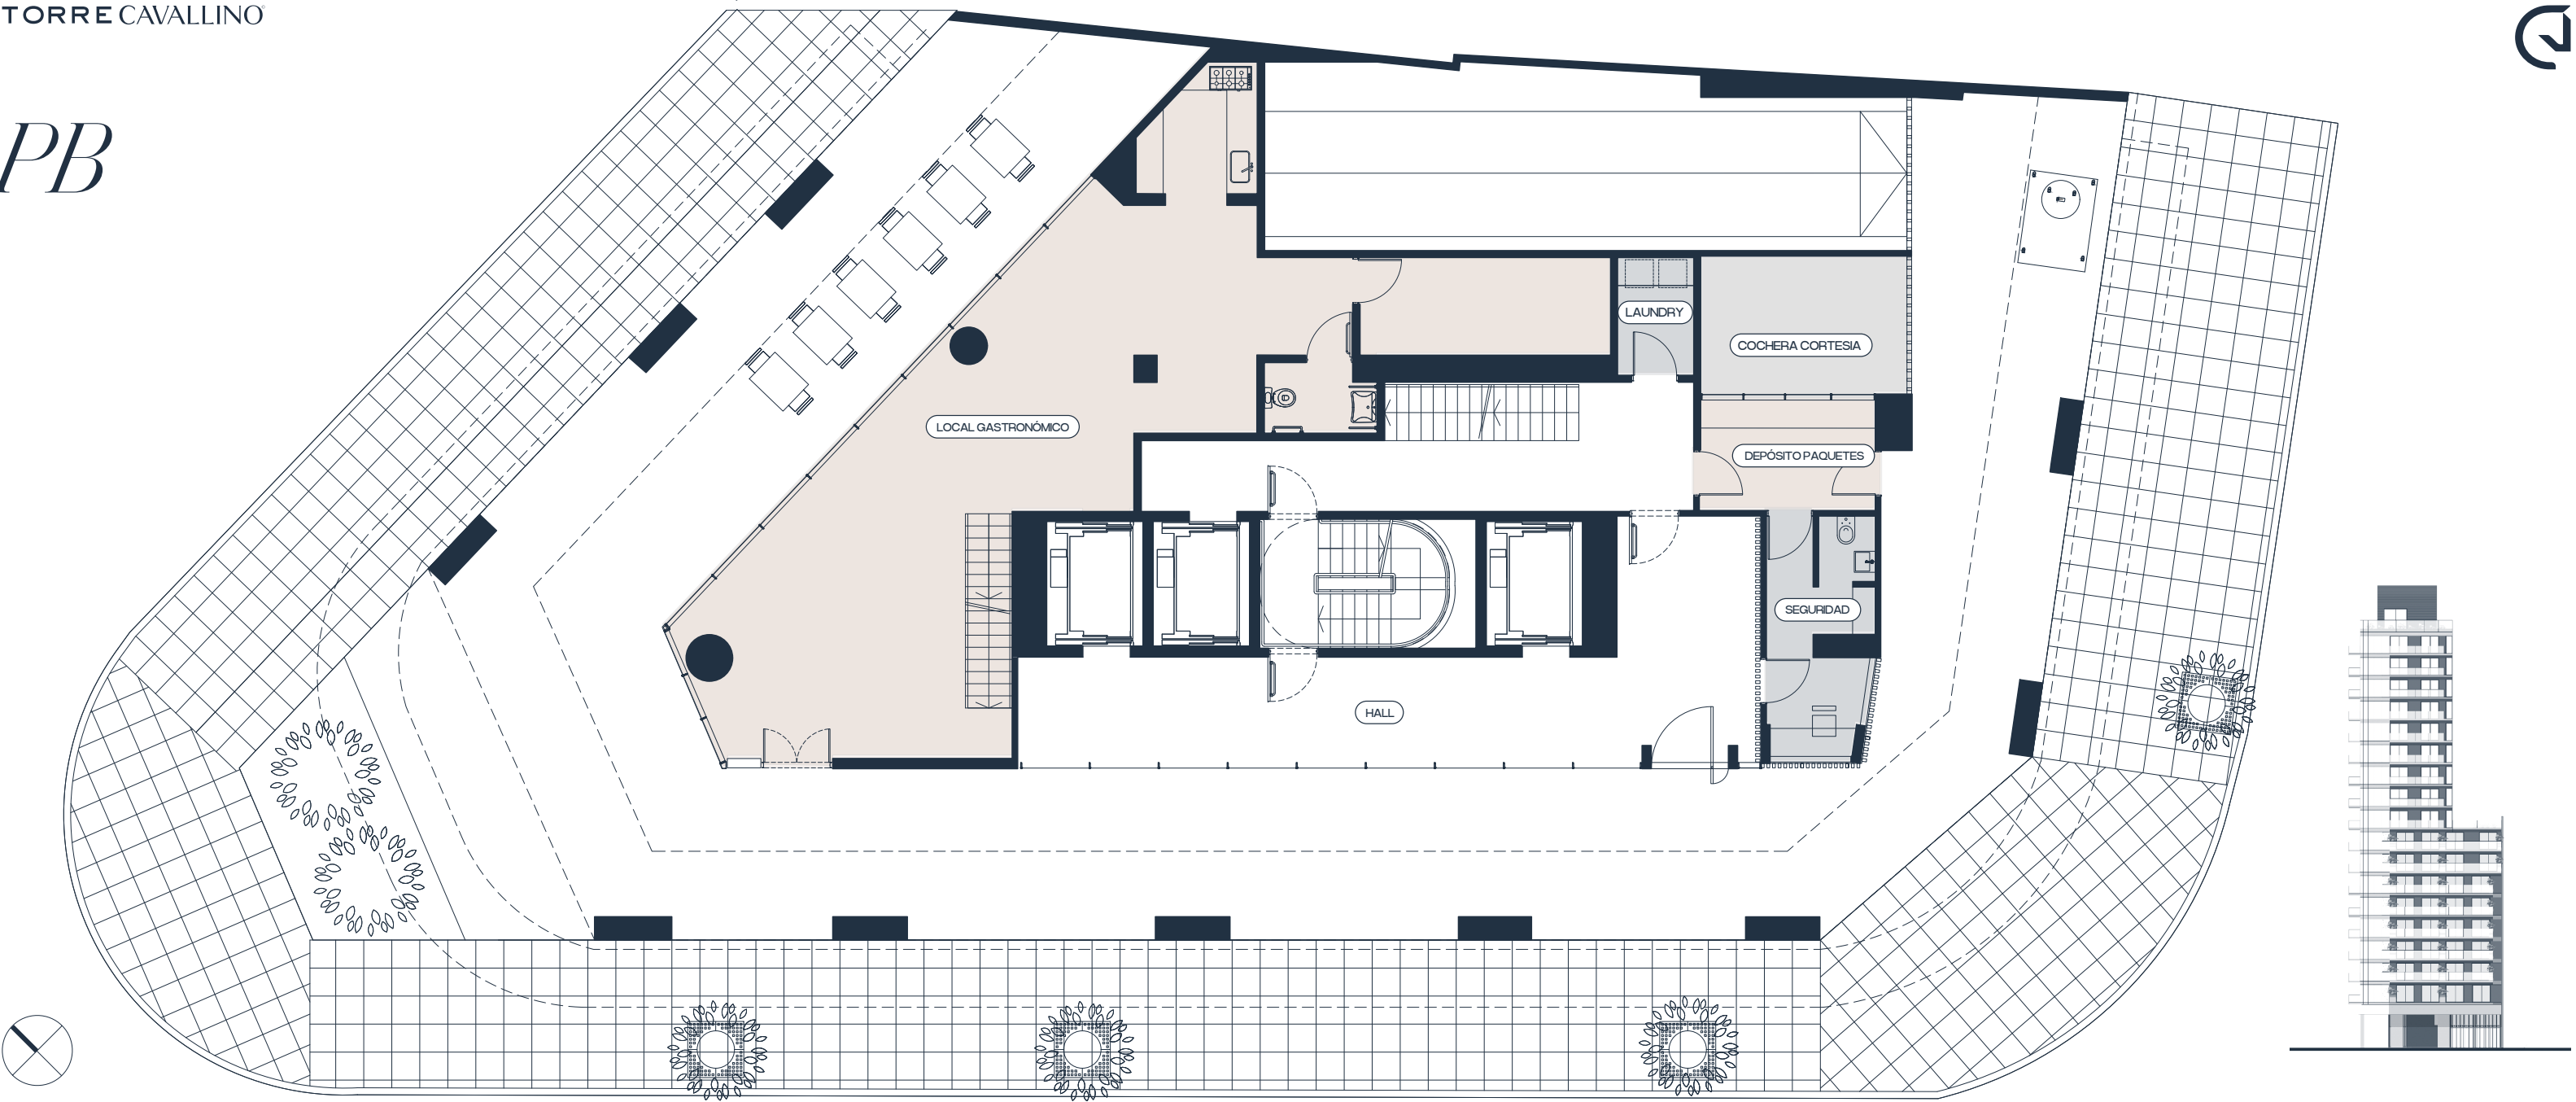 TORRE CAVALLINO
PB
LAUNDRY
COCHERA CORTESIA
LOCAL GASTRONÓMICO
DEPÓSITO PAQUETES
SEGURIDAD
HALL